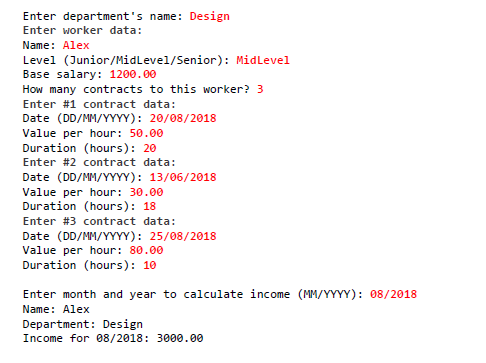 Enter department's name: Design
Enter worker data:
Name: Alex
Level (Junior/MidLevel/Senior): MidLevel
Base salary: 1200.00
How many contracts to this worker? 3
Enter #1 contract data:
Date (DD/MM/YYYY): 20/08/2018
Value per hour: 50.00
Duration (hours): 20
Enter #2 contract data:
Date (DD/MM/YYYY): 13/06/2018
Value per hour: 30.00
Duration (hours): 18
Enter #3 contract data:
Date (DD/MM/YYYY): 25/08/2018
Value per hour: 80.00
Duration (hours): 10
Enter month and year to calculate income (MM/YYYY): 08/2018
Name: Alex
Department: Design
Income for 08/2018: 3000.00